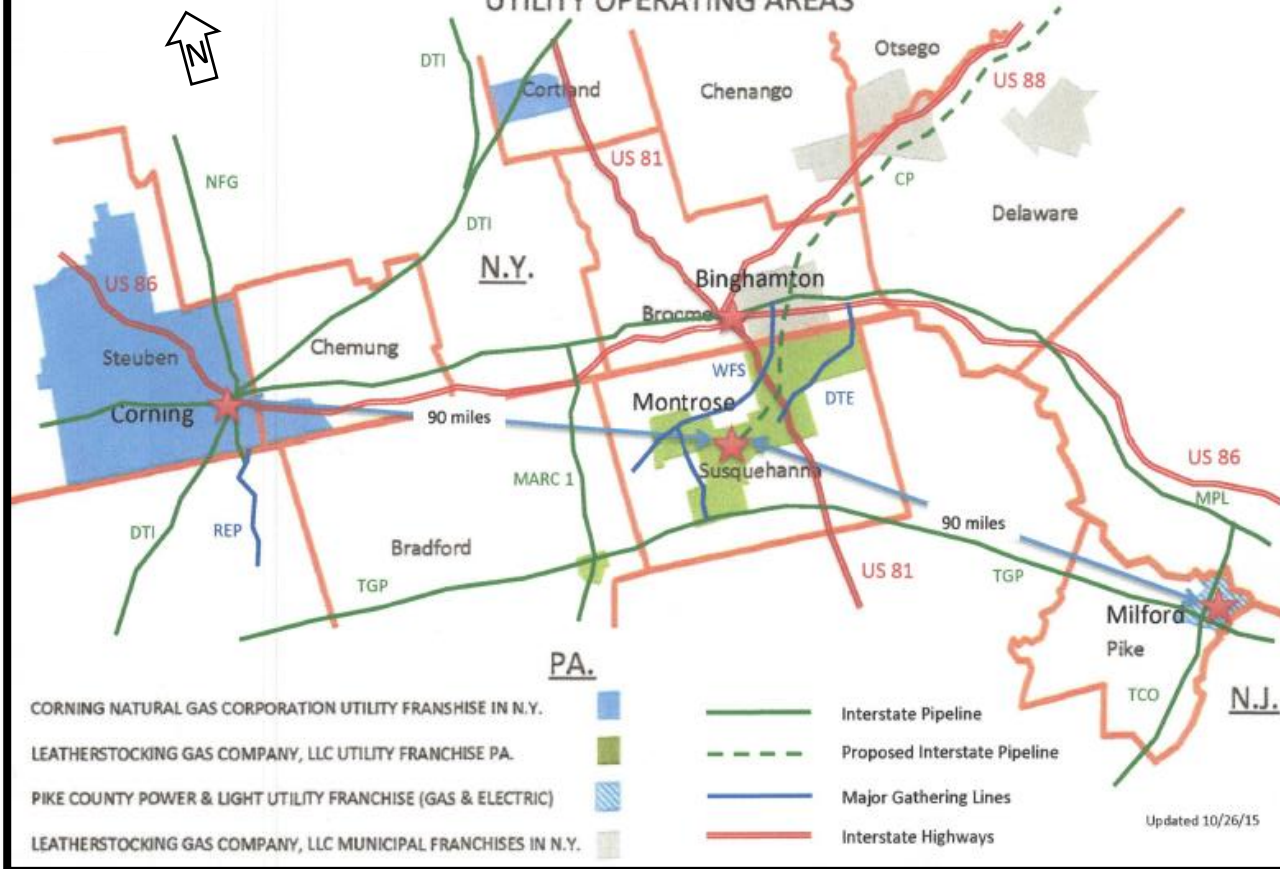 UTILITY OPERATING AREAS
N
DTI
Cortland
Chenango
Otsego
US 88
US 81
NFG
CP
DTI
Delaware
N.Y.
US 86
Binghamton
Broome
Steuben
Chemung
WFS
DTE
Montrose
Corning
90 miles
Susquehanna
US 86
MARC 1
MPL
DTI
REP
90 miles
Bradford
US 81
TGP
TGP
Milford
Pike
PA.
TCO
N.J.
CORNING NATURAL GAS CORPORATION UTILITY FRANSHISE IN N.Y.
LEATHERSTOCKING GAS COMPANY, LLC UTILITY FRANCHISE PA.
PIKE COUNTY POWER & LIGHT UTILITY FRANCHISE (GAS & ELECTRIC)
LEATHERSTOCKING GAS COMPANY, LLC MUNICIPAL FRANCHISES IN N.Y.
Interstate Pipeline
Proposed Interstate Pipeline
Major Gathering Lines
Interstate Highways
Updated 10/26/15